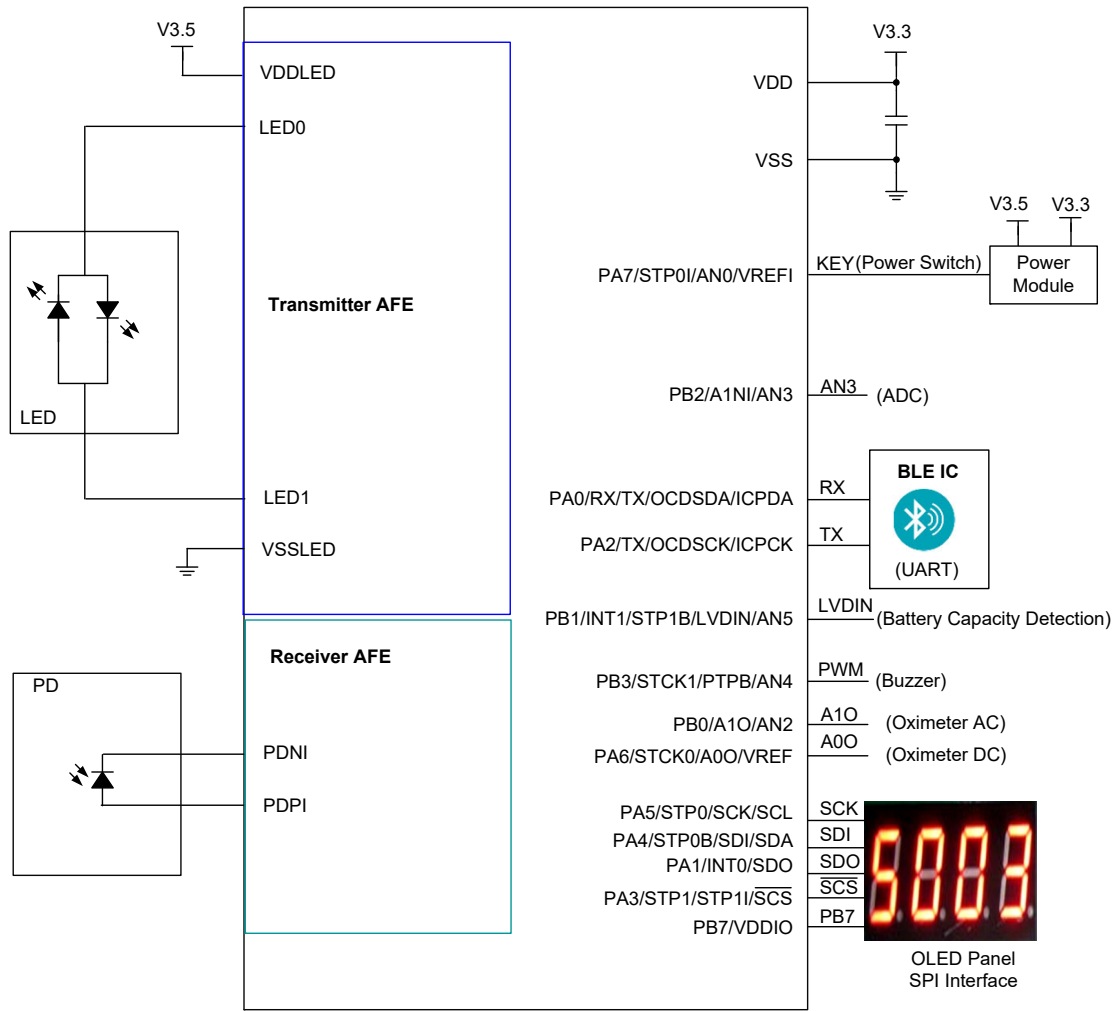 V3.5
VDDLED
LED0
LED
LED1
VSSLED
Transmitter AFE
Receiver AFE
PD
PDNI
PDPI
V3.3
VDD
VSS
V3.5 V3.3
PA7/STP0I/AN0/VREFI KEY(Power Switch)
Power
Module
PB2/A1NI/AN3 AN3 (ADC)
BLE IC
PA0/RX/TX/OCDSDA/ICPDA RX
PA2/TX/OCDSCK/ICPCK TX
(UART)
PB1/INT1/STP1B/LVDIN/AN5 LVDIN (Battery Capacity Detection)
PB3/STCK1/PTPB/AN4 PWM (Buzzer)
PB0/A1O/AN2 A1O (Oximeter AC)
PA6/STCK0/A0O/VREF A0O (Oximeter DC)
PA5/STP0/SCK/SCL SCK
PA4/STP0B/SDI/SDA SDI
PA1/INT0/SDO SDO
PA3/STP1/STP1I/S̅C̅S̅ S̅C̅S̅
PB7/VDDIO PB7
5003
OLED Panel
SPI Interface